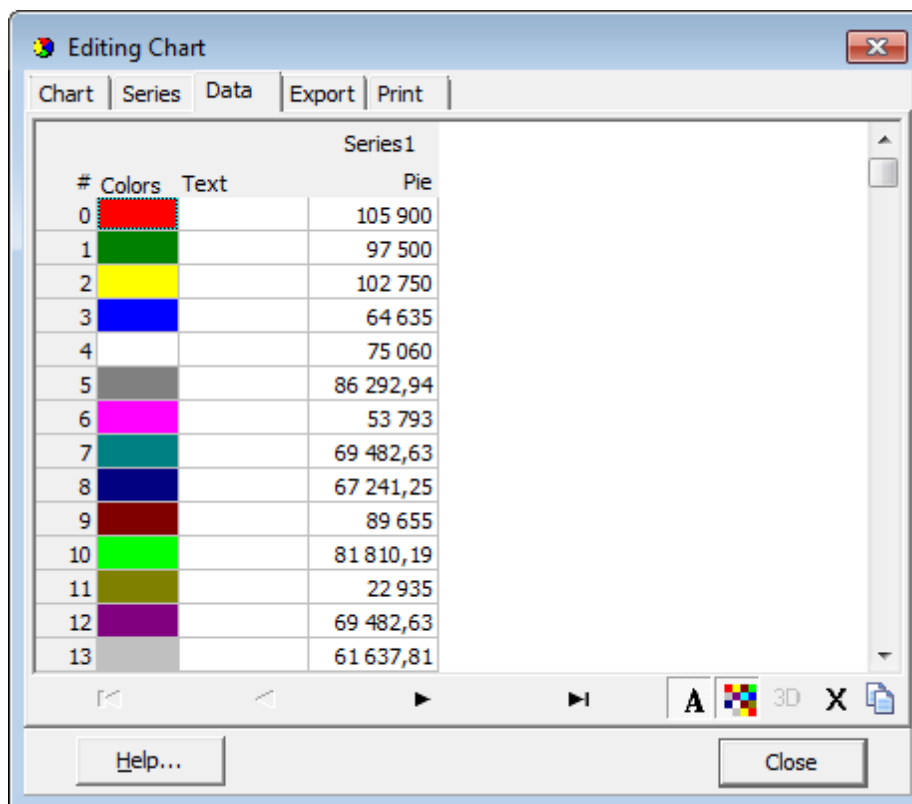 Editing Chart
Chart Series Data Export Print
Series1
# Colors Text Pie
0 105 900
1 97 500
2 102 750
3 64 635
4 75 060
5 86 292,94
6 53 793
7 69 482,63
8 67 241,25
9 89 655
10 81 810,19
11 22 935
12 69 482,63
13 61 637,81
A 3D X
Help... Close